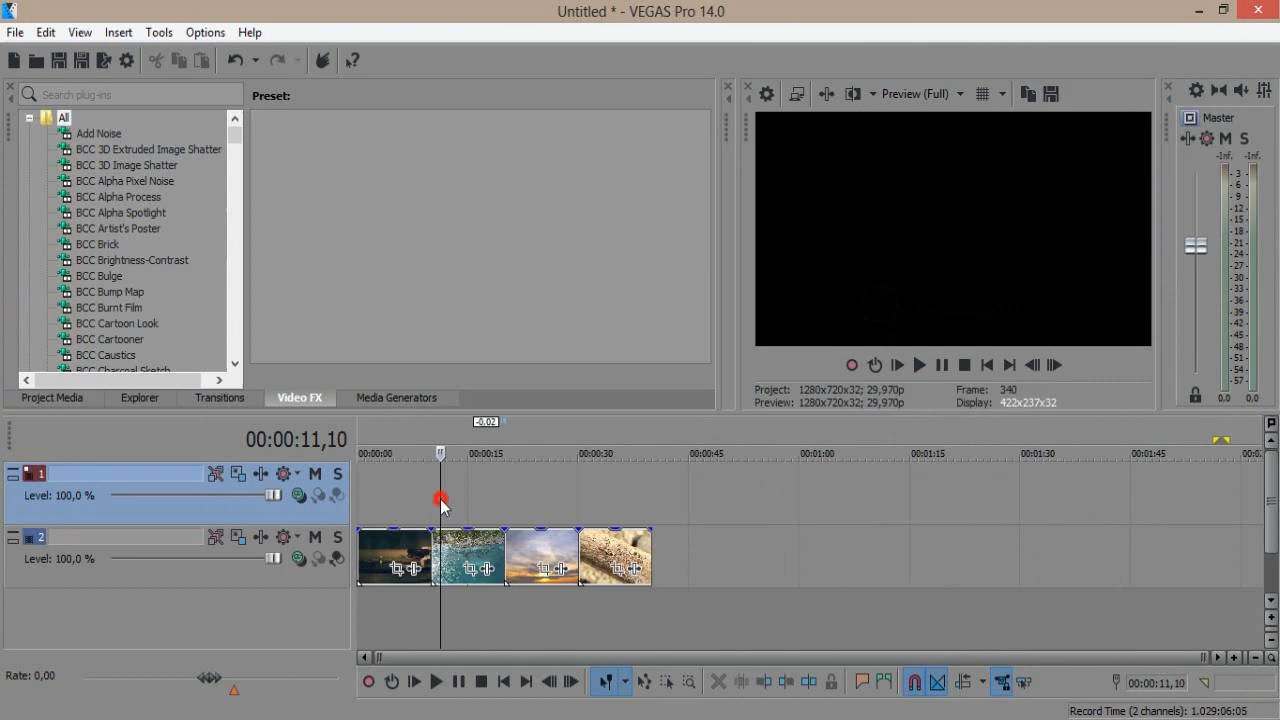 Untitled * - VEGAS Pro 14.0
File Edit View Insert Tools Options Help
Search plug-ins
Preset:
All
Add Noise
BCC 3D Extruded Image Shatter
BCC 3D Image Shatter
BCC Alpha Pixel Noise
BCC Alpha Process
BCC Alpha Spotlight
BCC Artist's Poster
BCC Brick
BCC Brightness-Contrast
BCC Bulge
BCC Bump Map
BCC Burnt Film
BCC Cartoon Look
BCC Cartooner
BCC Caustics
BCC Charcoal Sketch
Project Media Explorer Transitions Video FX Media Generators
Preview (Full)
Project: 1280x720x32; 29,970p Frame: 340
Preview: 1280x720x32; 29,970p Display: 422x237x32
Master
M S
-Inf. -Inf.
3
6
9
12
15
18
21
24
27
30
33
36
39
42
45
48
51
54
57
0,0 0,0
-0.02
00:00:11,10
00:00:00 00:00:15 00:00:30 00:00:45 00:01:00 00:01:15 00:01:30 00:01:45
1 M S
Level: 100,0 %
2 M S
Level: 100,0 %
Rate: 0,00
00:00:11,10
Record Time (2 channels): 1.029:06:05